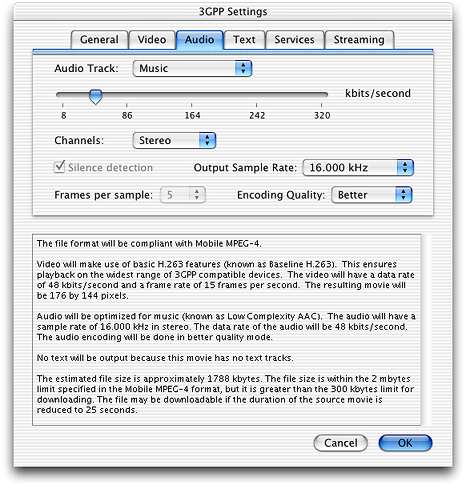 3GPP Settings
General Video Audio Text Services Streaming
Audio Track: Music
kbits/second
8 86 164 242 320
Channels: Stereo
Silence detection Output Sample Rate: 16.000 kHz
Frames per sample: 5 Encoding Quality: Better
The file format will be compliant with Mobile MPEG-4.
Video will make use of basic H.263 features (known as Baseline H.263). This ensures
playback on the widest range of 3GPP compatible devices. The video will have a data rate
of 48 kbits/second and a frame rate of 15 frames per second. The resulting movie will
be 176 by 144 pixels.
Audio will be optimized for music (known as Low Complexity AAC). The audio will have a
sample rate of 16.000 kHz in stereo. The data rate of the audio will be 48 kbits/second.
The audio encoding will be done in better quality mode.
No text will be output because this movie has no text tracks.
The estimated file size is approximately 1788 kbytes. The file size is within the 2 mbytes
limit specified in the Mobile MPEG-4 format, but it is greater than the 300 kbytes limit for
downloading. The file may be downloadable if the duration of the source movie is
reduced to 25 seconds.
Cancel OK